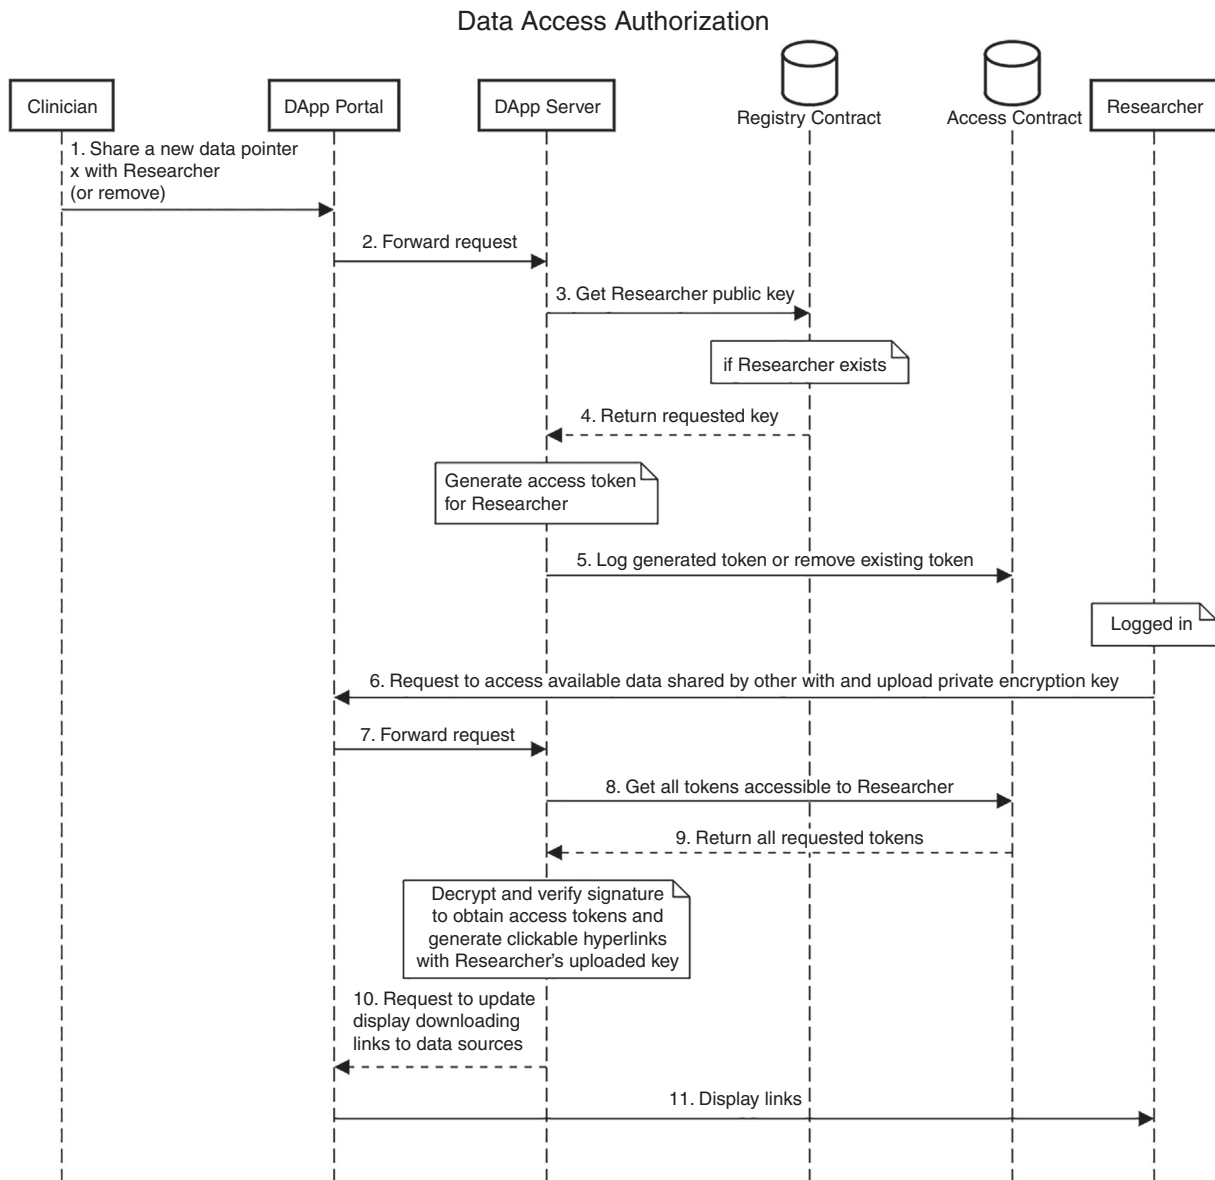 Data Access Authorization
Clinician
DApp Portal
DApp Server
Registry Contract
Access Contract
Researcher
1. Share a new data pointer
x with Researcher
(or remove)
2. Forward request
3. Get Researcher public key
if Researcher exists
4. Return requested key
Generate access token
for Researcher
5. Log generated token or remove existing token
Logged in
6. Request to access available data shared by other with and upload private encryption key
7. Forward request
8. Get all tokens accessible to Researcher
9. Return all requested tokens
Decrypt and verify signature
to obtain access tokens and
generate clickable hyperlinks
with Researcher's uploaded key
10. Request to update
display downloading
links to data sources
11. Display links